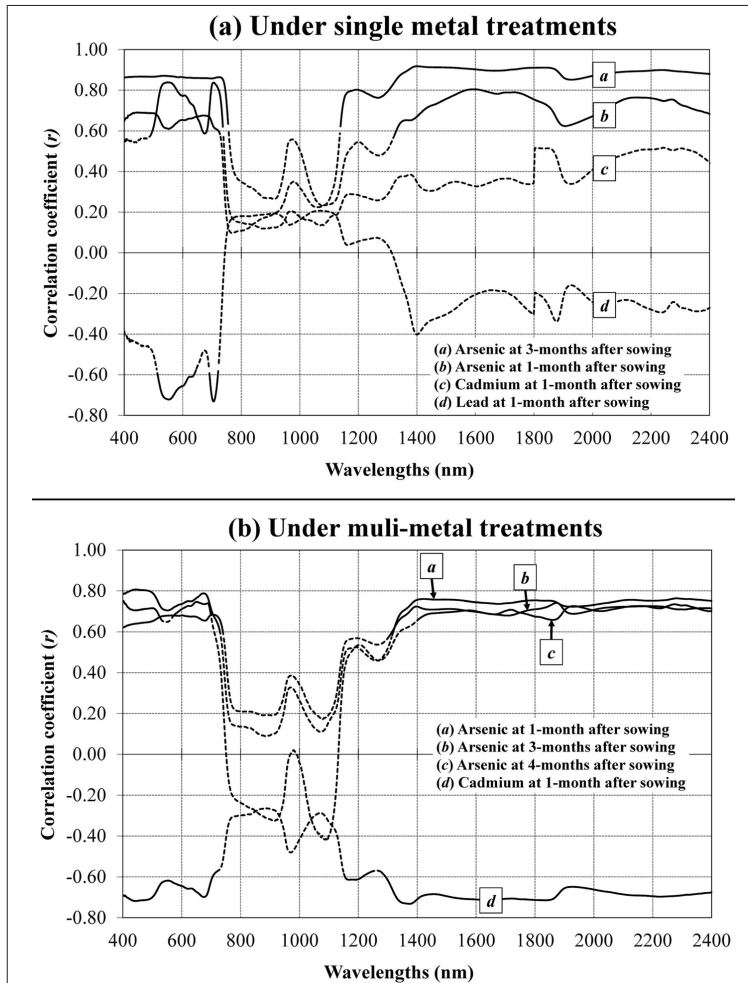 (a) Under single metal treatments
1.00
0.80
0.60
0.40
0.20
0.00
-0.20
-0.40
-0.60
-0.80
Correlation coefficient (r)
a
b
c
d
(a) Arsenic at 3-months after sowing
(b) Arsenic at 1-month after sowing
(c) Cadmium at 1-month after sowing
(d) Lead at 1-month after sowing
400 600 800 1000 1200 1400 1600 1800 2000 2200 2400
Wavelengths (nm)
(b) Under muli-metal treatments
1.00
0.80
0.60
0.40
0.20
0.00
-0.20
-0.40
-0.60
-0.80
Correlation coefficient (r)
a
b
c
(a) Arsenic at 1-month after sowing
(b) Arsenic at 3-months after sowing
(c) Arsenic at 4-months after sowing
(d) Cadmium at 1-month after sowing
d
400 600 800 1000 1200 1400 1600 1800 2000 2200 2400
Wavelengths (nm)